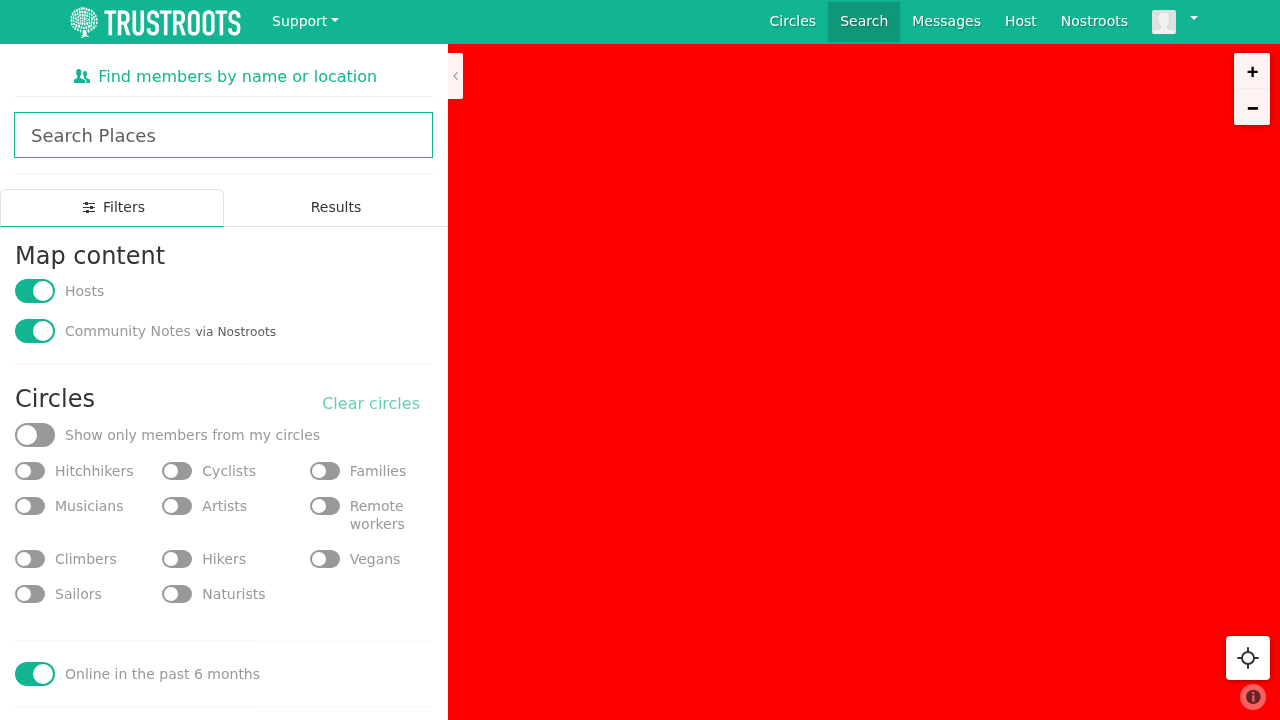 TRUSTROOTS Support Circles Search Messages Host Nostroots
Find members by name or location
Search Places
Filters Results
Map content
Hosts
Community Notes via Nostroots
Circles Clear circles
Show only members from my circles
Hitchhikers Cyclists Families
Musicians Artists Remote workers
Climbers Hikers Vegans
Sailors Naturists
Online in the past 6 months
+
−